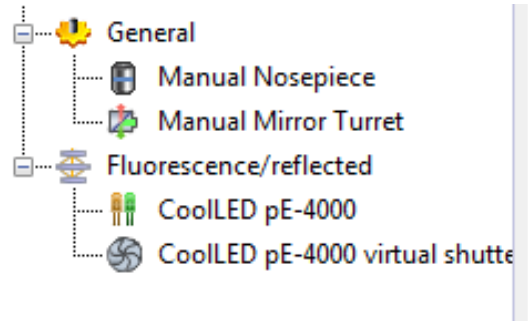 General
Manual Nosepiece
Manual Mirror Turret
Fluorescence/reflected
CoolLED pE-4000
CoolLED pE-4000 virtual shutte